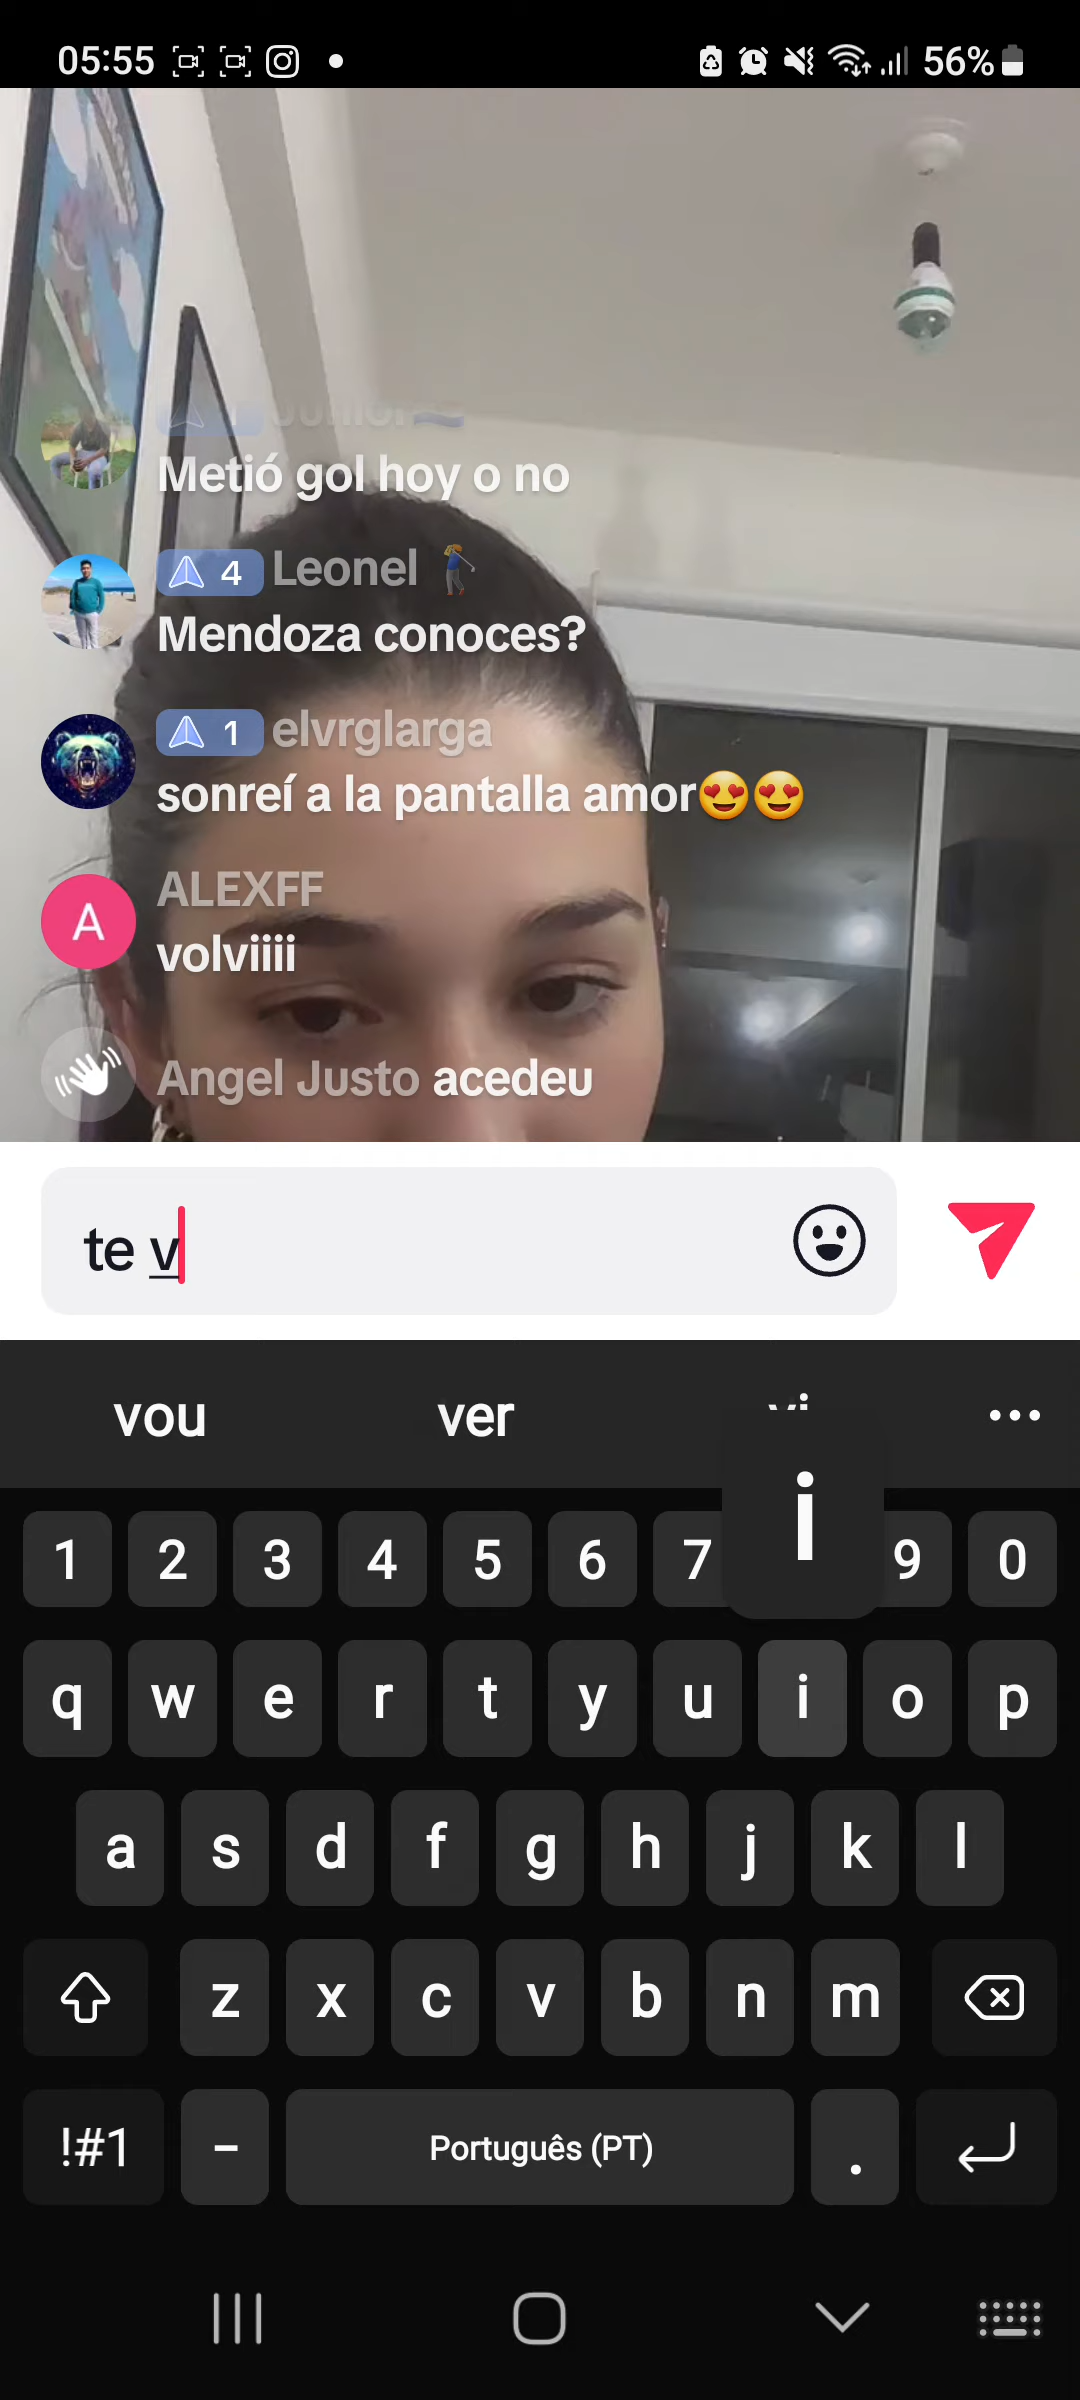 05:55
56%
Metió gol hoy o no
4 Leonel
Mendoza conoces?
1 elvrglarga
sonreí a la pantalla amor😍😍
ALEXFF
A
volviiii
Angel Justo acedeu
te v
vou ver vi
i
1 2 3 4 5 6 7 9 0
q w e r t y u i o p
a s d f g h j k l
z x c v b n m
!#1 - Português (PT) .